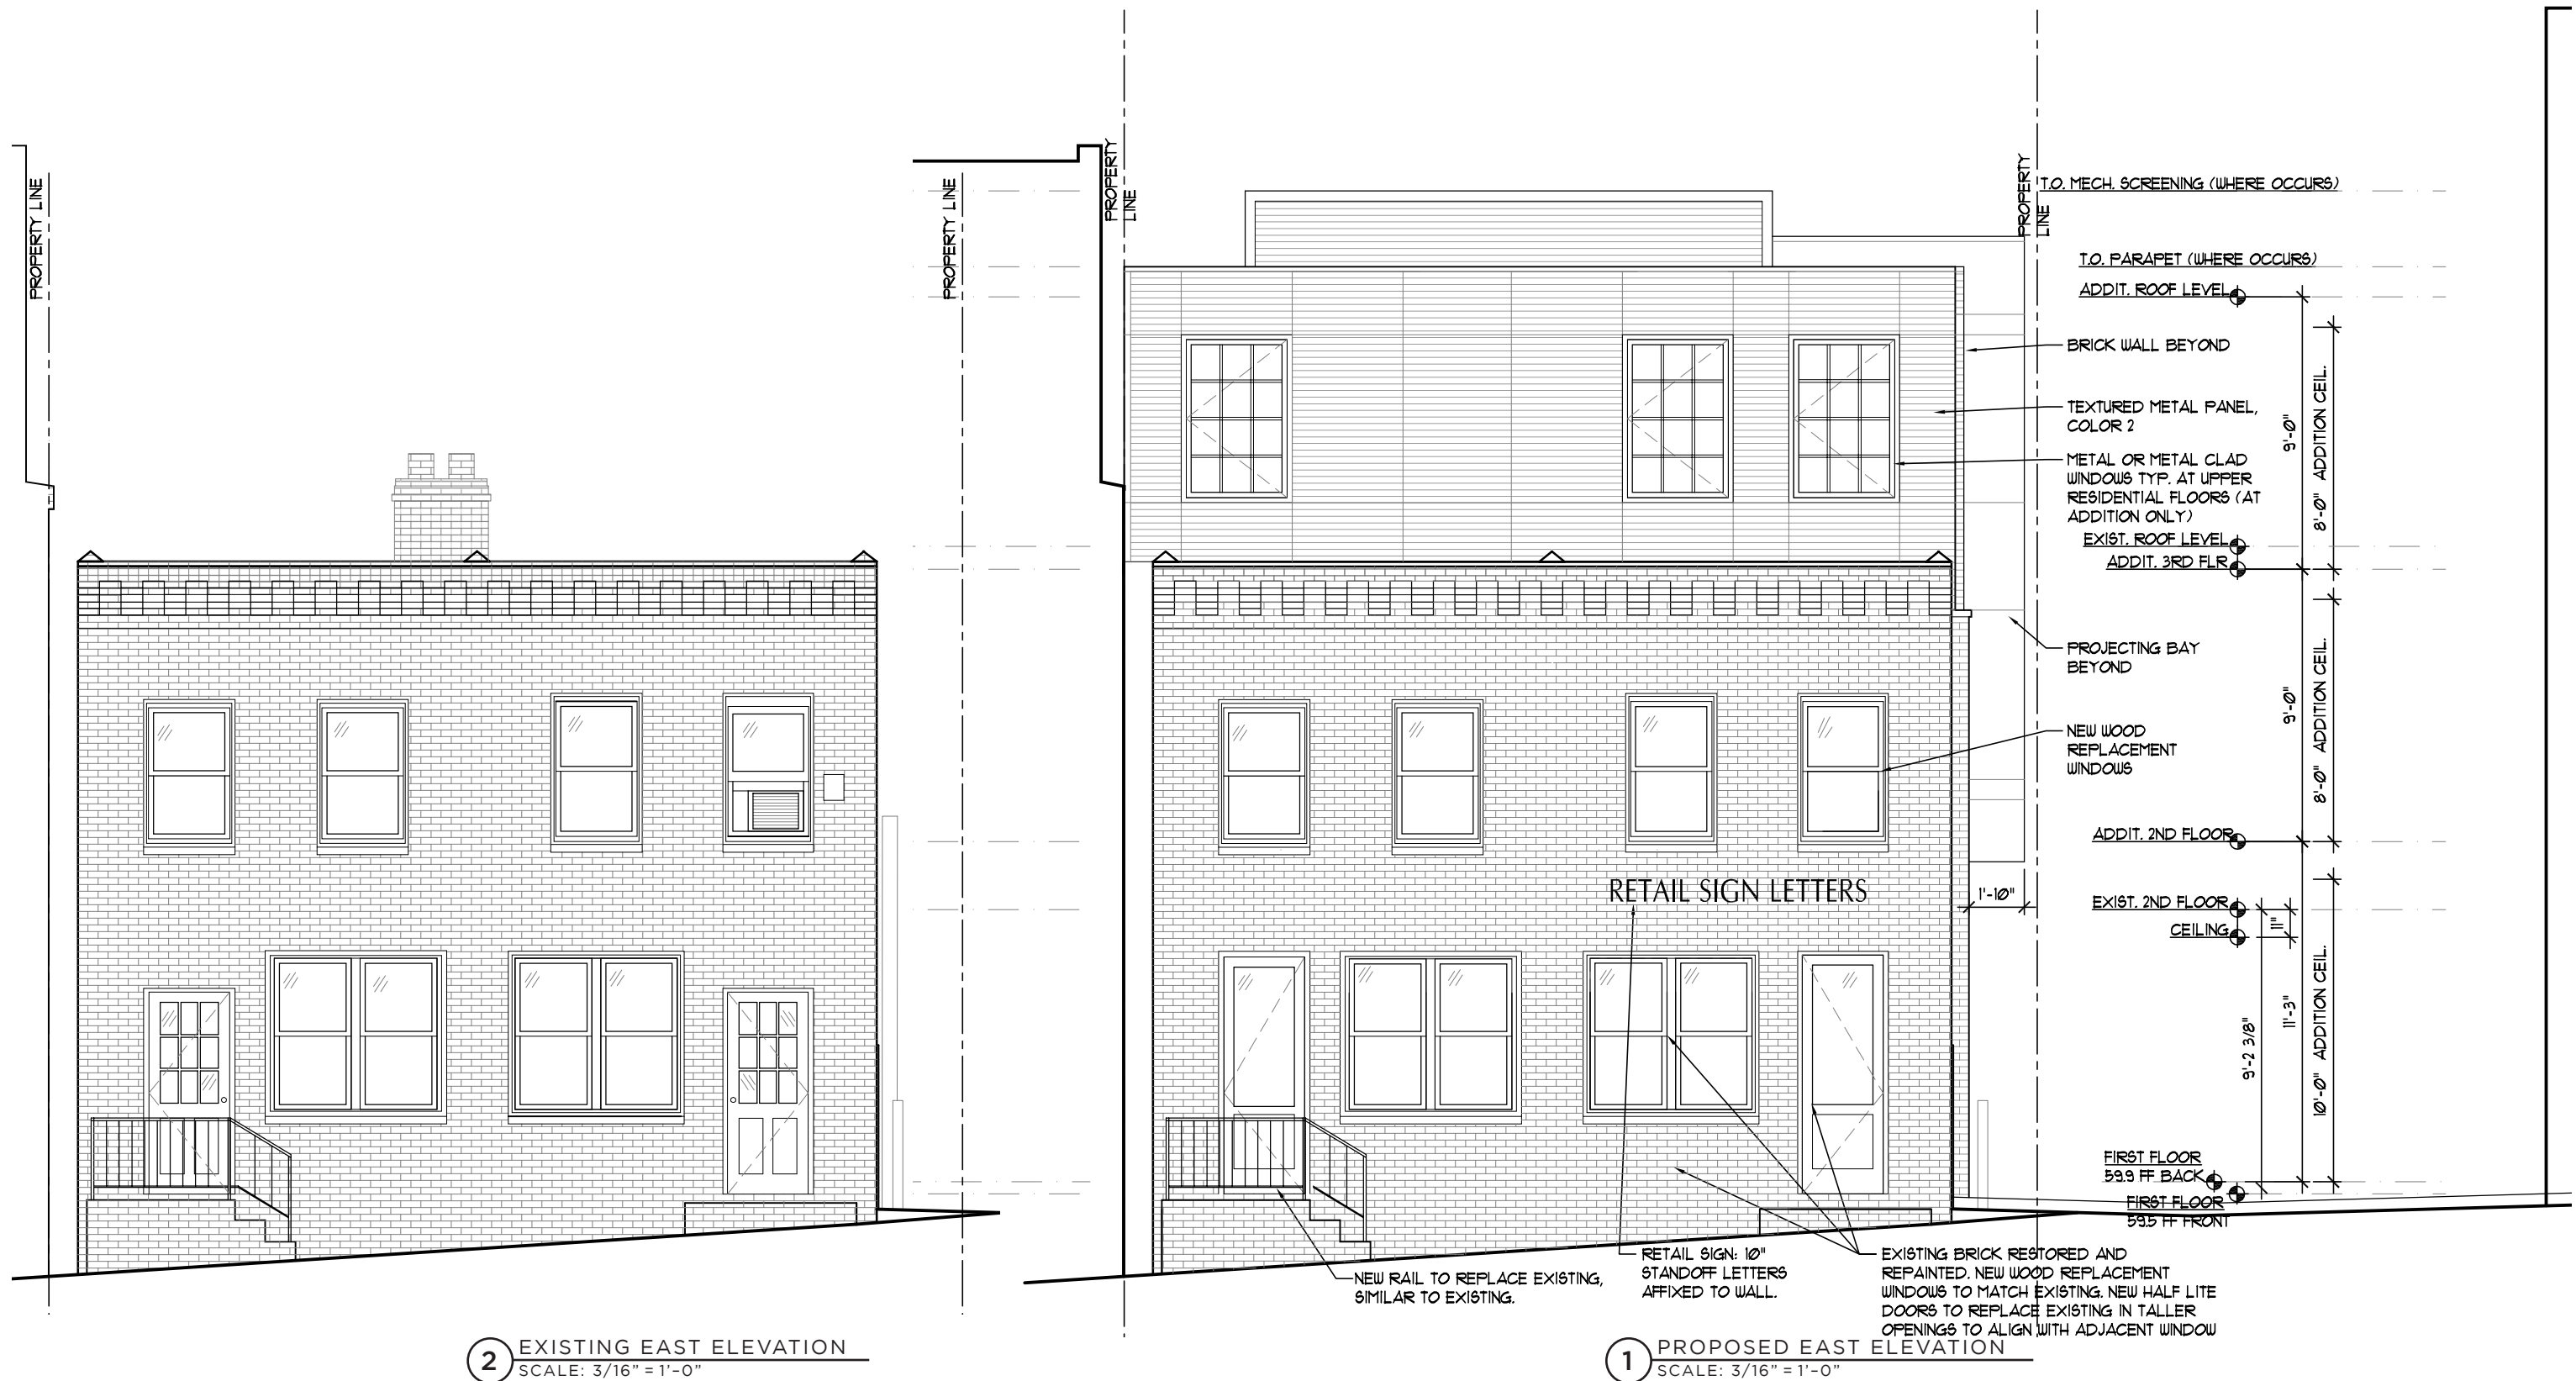 PROPERTY LINE
PROPERTY LINE
PROPERTY
LINE
PROPERTY
LINE
T.O. MECH. SCREENING (WHERE OCCURS)
T.O. PARAPET (WHERE OCCURS)
ADDIT. ROOF LEVEL
BRICK WALL BEYOND
TEXTURED METAL PANEL,
COLOR 2
METAL OR METAL CLAD
WINDOWS TYP. AT UPPER
RESIDENTIAL FLOORS (AT
ADDITION ONLY)
9'-0"
8'-0" ADDITION CEIL.
EXIST. ROOF LEVEL
ADDIT. 3RD FLR
PROJECTING BAY
BEYOND
NEW WOOD
REPLACEMENT
WINDOWS
9'-0"
8'-0" ADDITION CEIL.
ADDIT. 2ND FLOOR
RETAIL SIGN LETTERS
1'-10"
EXIST. 2ND FLOOR
11"
CEILING
9'-2 3/8"
11'-3"
10'-0" ADDITION CEIL.
FIRST FLOOR
59.9 FF BACK
FIRST FLOOR
59.5 FF FRONT
NEW RAIL TO REPLACE EXISTING,
SIMILAR TO EXISTING.
RETAIL SIGN: 10"
STANDOFF LETTERS
AFFIXED TO WALL.
EXISTING BRICK RESTORED AND
REPAINTED. NEW WOOD REPLACEMENT
WINDOWS TO MATCH EXISTING. NEW HALF LITE
DOORS TO REPLACE EXISTING IN TALLER
OPENINGS TO ALIGN WITH ADJACENT WINDOW
2 EXISTING EAST ELEVATION
SCALE: 3/16" = 1'-0"
1 PROPOSED EAST ELEVATION
SCALE: 3/16" = 1'-0"